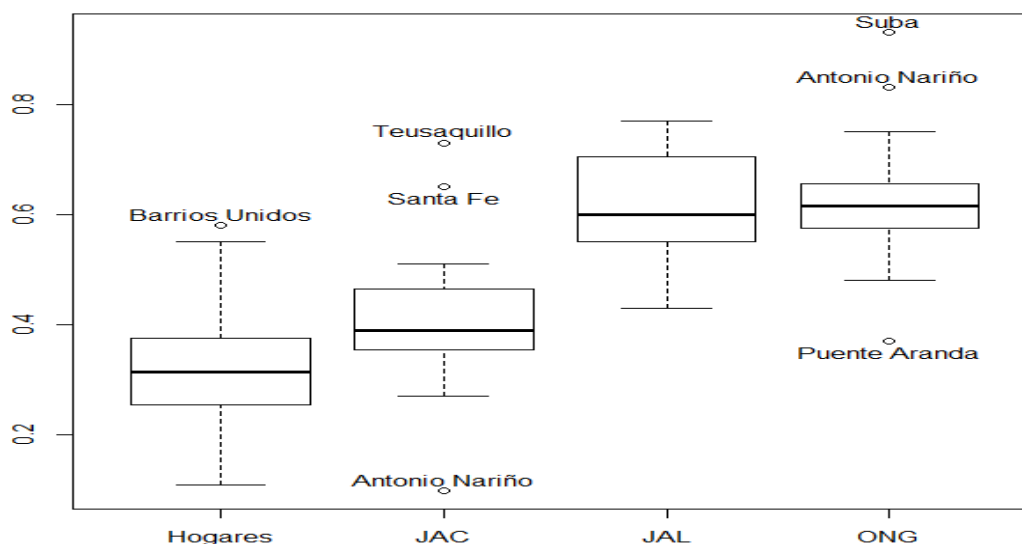 Suba
Antonio Nariño
0.8
Teusaquillo
Santa Fe
Barrios Unidos
0.6
0.4
Puente Aranda
0.2
Antonio Nariño
Hogares
JAC
JAL
ONG